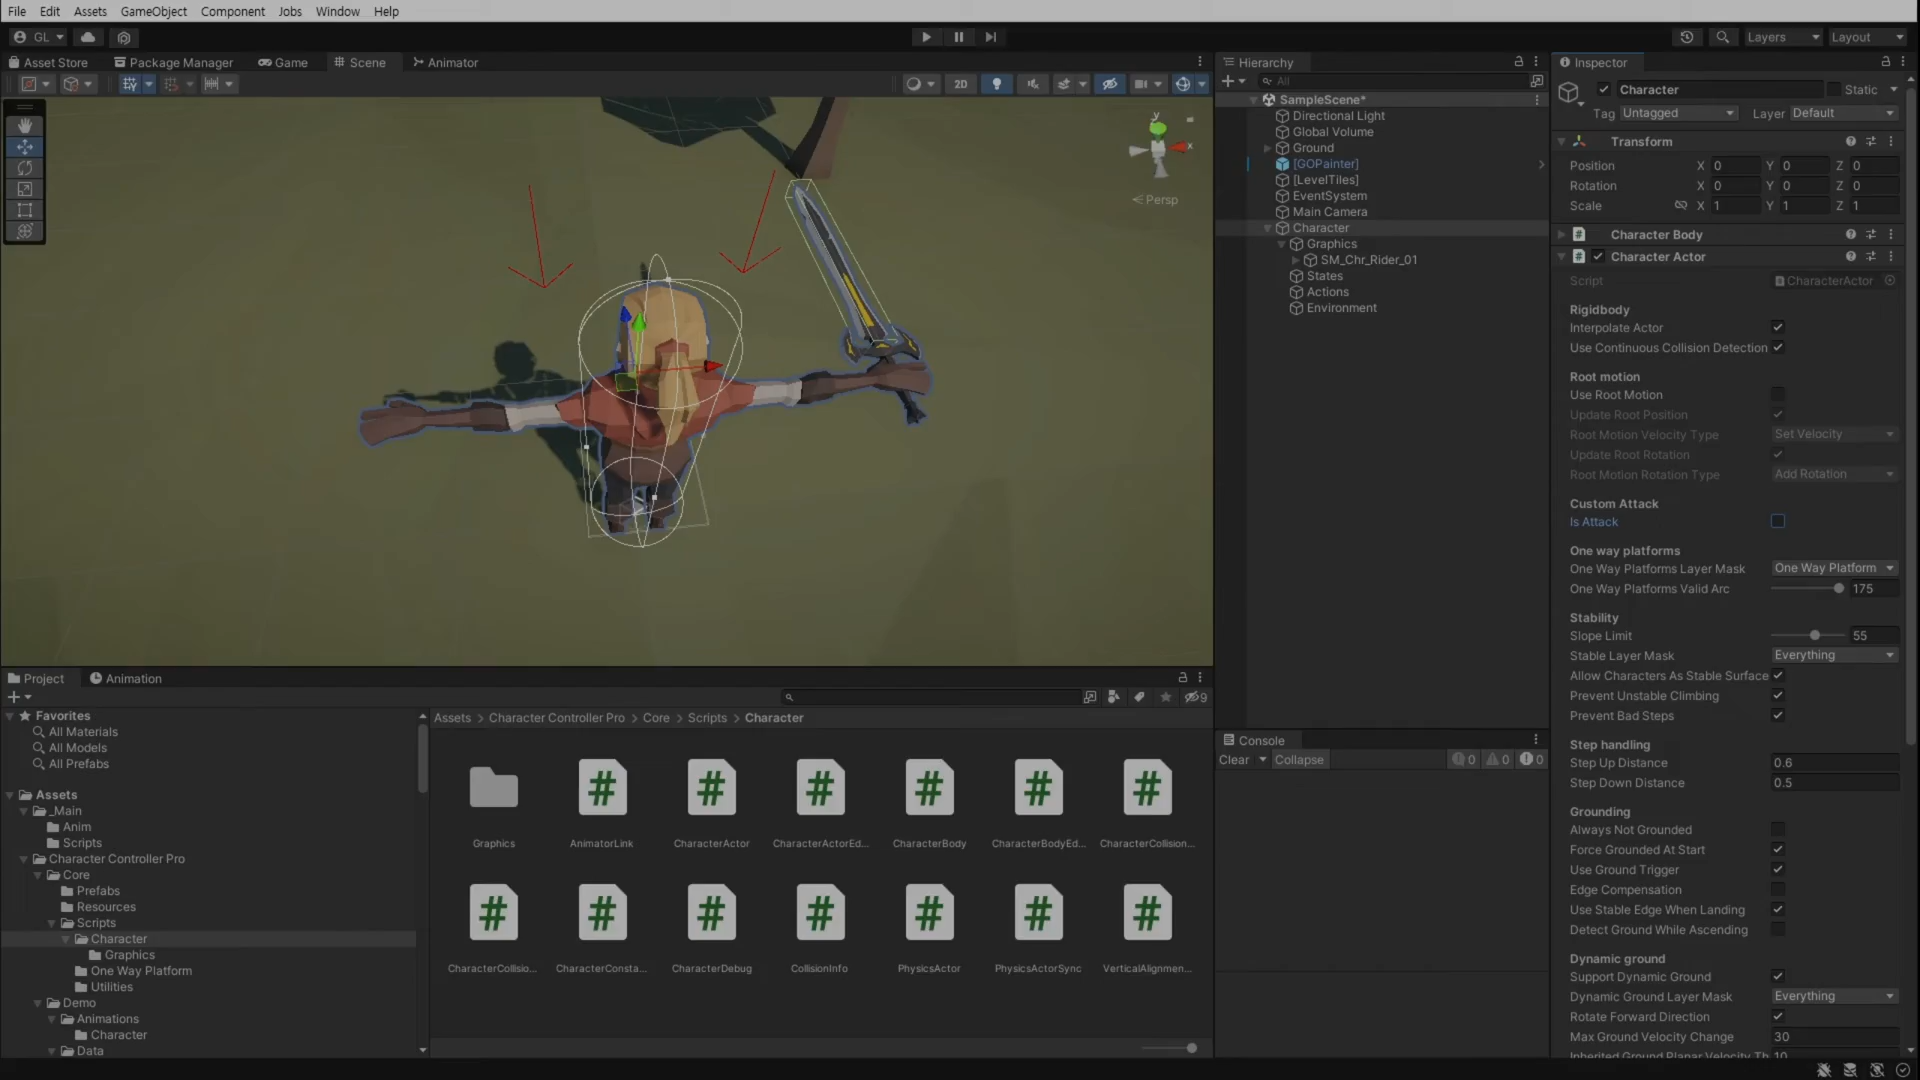 File Edit Assets GameObject Component Jobs Window Help
GL
Layers
Layout
Asset Store
Package Manager
Game
Scene
Animator
2D
y
x
Persp
Hierarchy
All
SampleScene*
Directional Light
Global Volume
Ground
[GOPainter]
[LevelTiles]
EventSystem
Main Camera
Character
Graphics
SM_Chr_Rider_01
States
Actions
Environment
Inspector
Character
Static
Tag Untagged
Layer Default
Transform
Position X 0 Y 0 Z 0
Rotation X 0 Y 0 Z 0
Scale X 1 Y 1 Z 1
Character Body
Character Actor
Script CharacterActor
Rigidbody
Interpolate Actor
Use Continuous Collision Detection
Root motion
Use Root Motion
Update Root Position
Root Motion Velocity Type Set Velocity
Update Root Rotation
Root Motion Rotation Type Add Rotation
Custom Attack
Is Attack
One way platforms
One Way Platforms Layer Mask One Way Platform
One Way Platforms Valid Arc 175
Stability
Slope Limit 55
Stable Layer Mask Everything
Allow Characters As Stable Surface
Prevent Unstable Climbing
Prevent Bad Steps
Step handling
Step Up Distance 0.6
Step Down Distance 0.5
Grounding
Always Not Grounded
Force Grounded At Start
Use Ground Trigger
Edge Compensation
Use Stable Edge When Landing
Detect Ground While Ascending
Dynamic ground
Support Dynamic Ground
Dynamic Ground Layer Mask Everything
Rotate Forward Direction
Max Ground Velocity Change 30
Inherited Ground Planar Velocity Th 10
Project
Animation
9
Favorites
All Materials
All Models
All Prefabs
Assets
_Main
Anim
Scripts
Character Controller Pro
Core
Prefabs
Resources
Scripts
Character
Graphics
One Way Platform
Utilities
Demo
Animations
Character
Data
Assets > Character Controller Pro > Core > Scripts > Character
Graphics
AnimatorLink
CharacterActor
CharacterActorEd...
CharacterBody
CharacterBodyEd...
CharacterCollision...
CharacterCollisio...
CharacterConsta...
CharacterDebug
CollisionInfo
PhysicsActor
PhysicsActorSync
VerticalAlignmen...
Console
Clear
Collapse
0
0
0